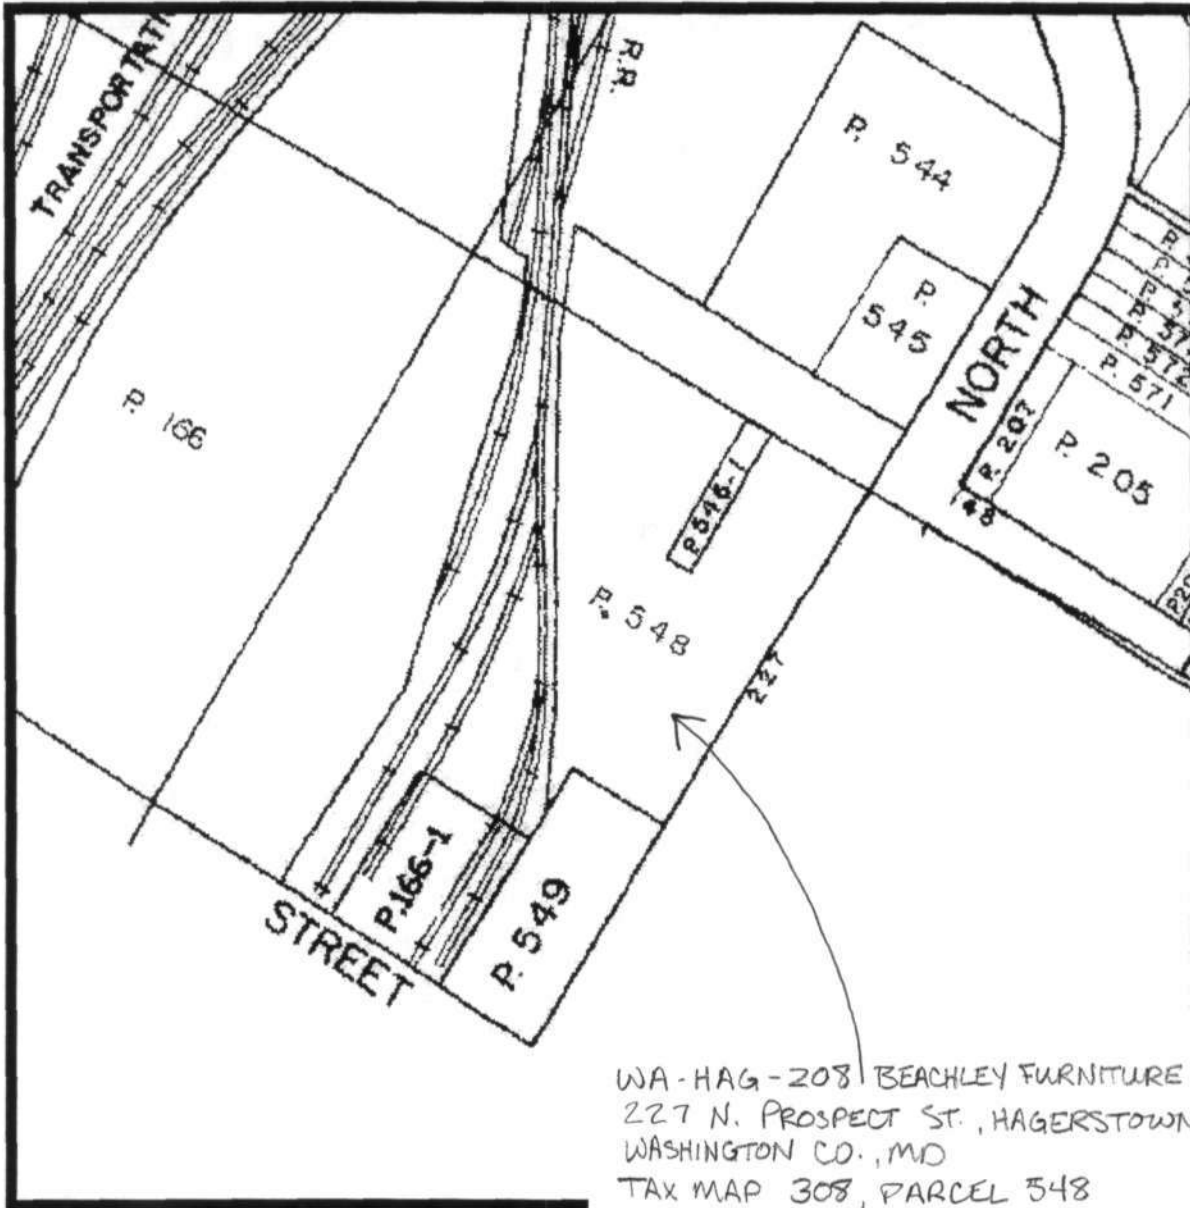 TRANSPORTATI
R.R.
P. 544
P.
545
NORTH
P.
P.
P. 57
P. 572
P. 571
P. 207
P. 205
148
P. 166
P. 546-1
P. 548
227
P. 166-1
P. 549
STREET
WA-HAG-208 BEACHLEY FURNITURE
227 N. PROSPECT ST., HAGERSTOWN
WASHINGTON CO., MD
TAX MAP 308, PARCEL 548